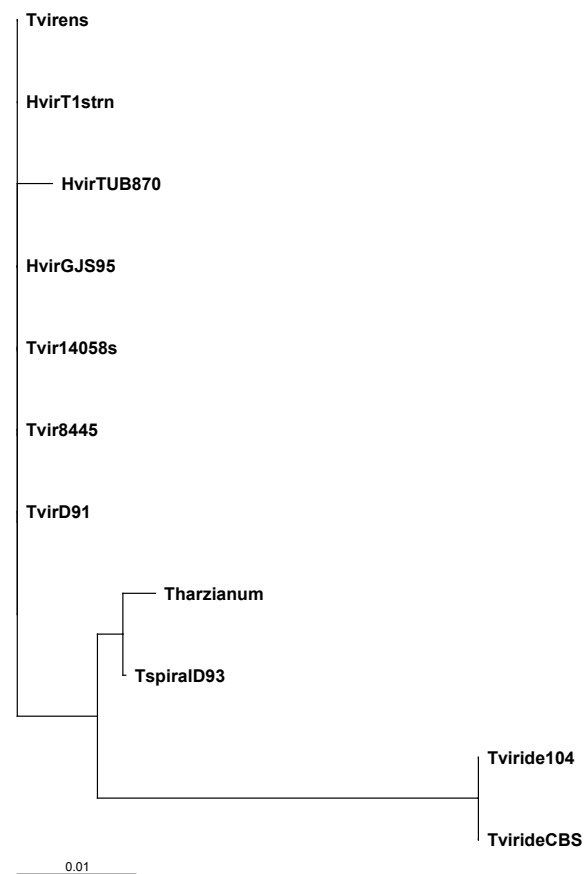 Tvirens
HvirT1strn
HvirTUB870
HvirGJS95
Tvir14058s
Tvir8445
TvirD91
Tharzianum
TspiralD93
Tviride104
TvirideCBS
0.01